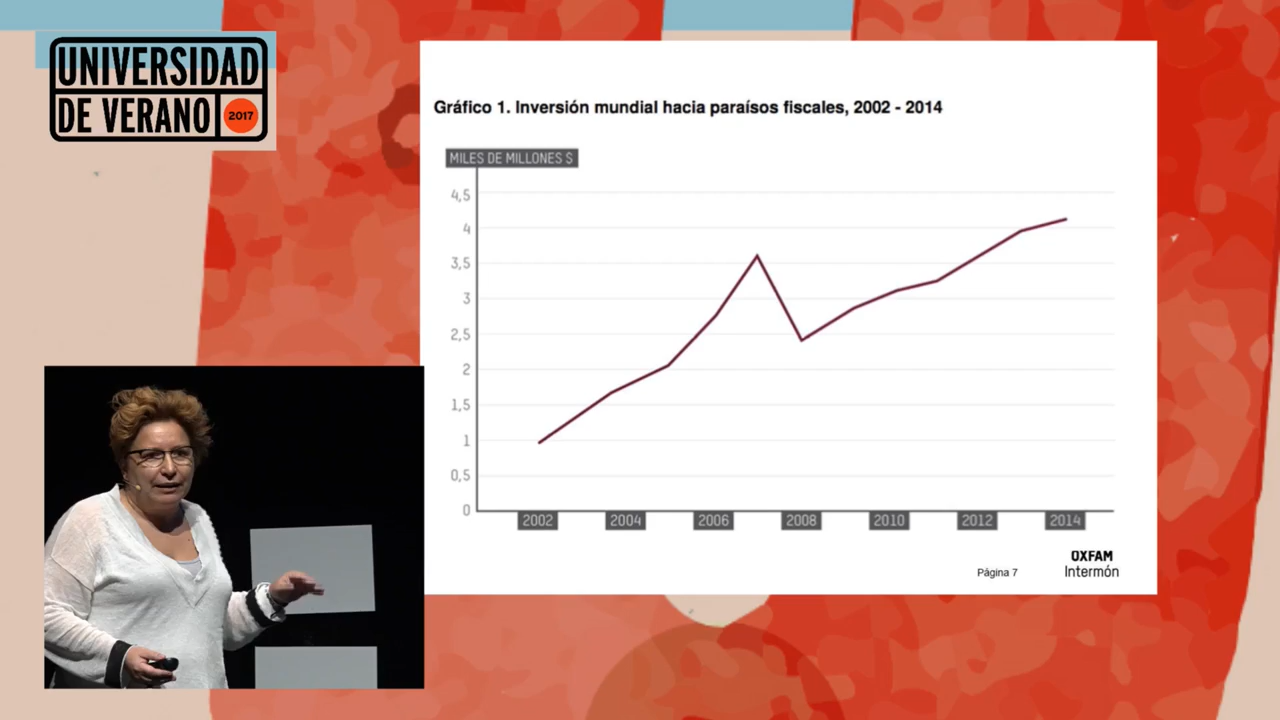 UNIVERSIDAD
DE VERANO 2017
Gráfico 1. Inversión mundial hacia paraísos fiscales, 2002 - 2014
MILES DE MILLONES $
4,5
4
3,5
3
2,5
2
1,5
1
0,5
0
2002 2004 2006 2008 2010 2012 2014
OXFAM
Intermón
Página 7